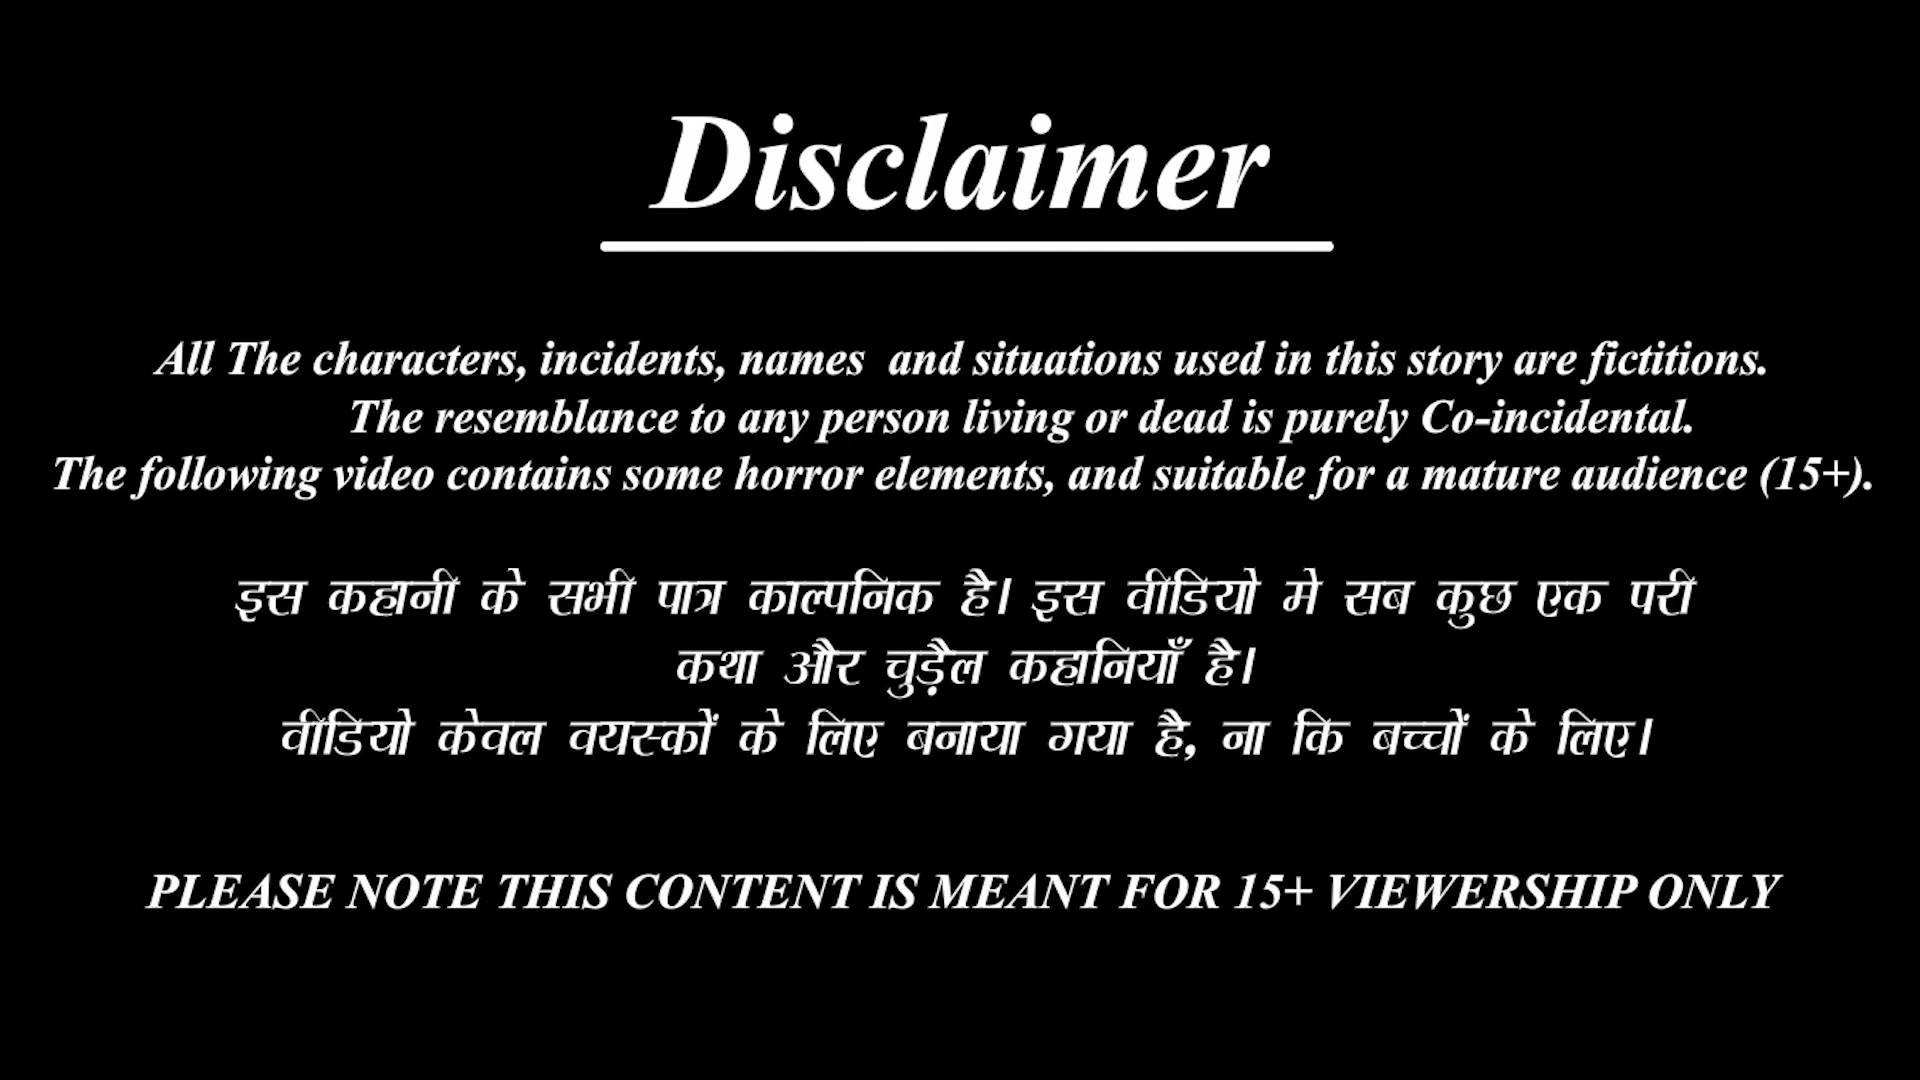 Disclaimer
All The characters, incidents, names and situations used in this story are fictitions.
The resemblance to any person living or dead is purely Co-incidental.
The following video contains some horror elements, and suitable for a mature audience (15+).
इस कहानी के सभी पात्र काल्पनिक है। इस वीडियो मे सब कुछ एक परी
कथा और चुड़ैल कहानियाँ है।
वीडियो केवल वयस्कों के लिए बनाया गया है, ना कि बच्चों के लिए।
PLEASE NOTE THIS CONTENT IS MEANT FOR 15+ VIEWERSHIP ONLY